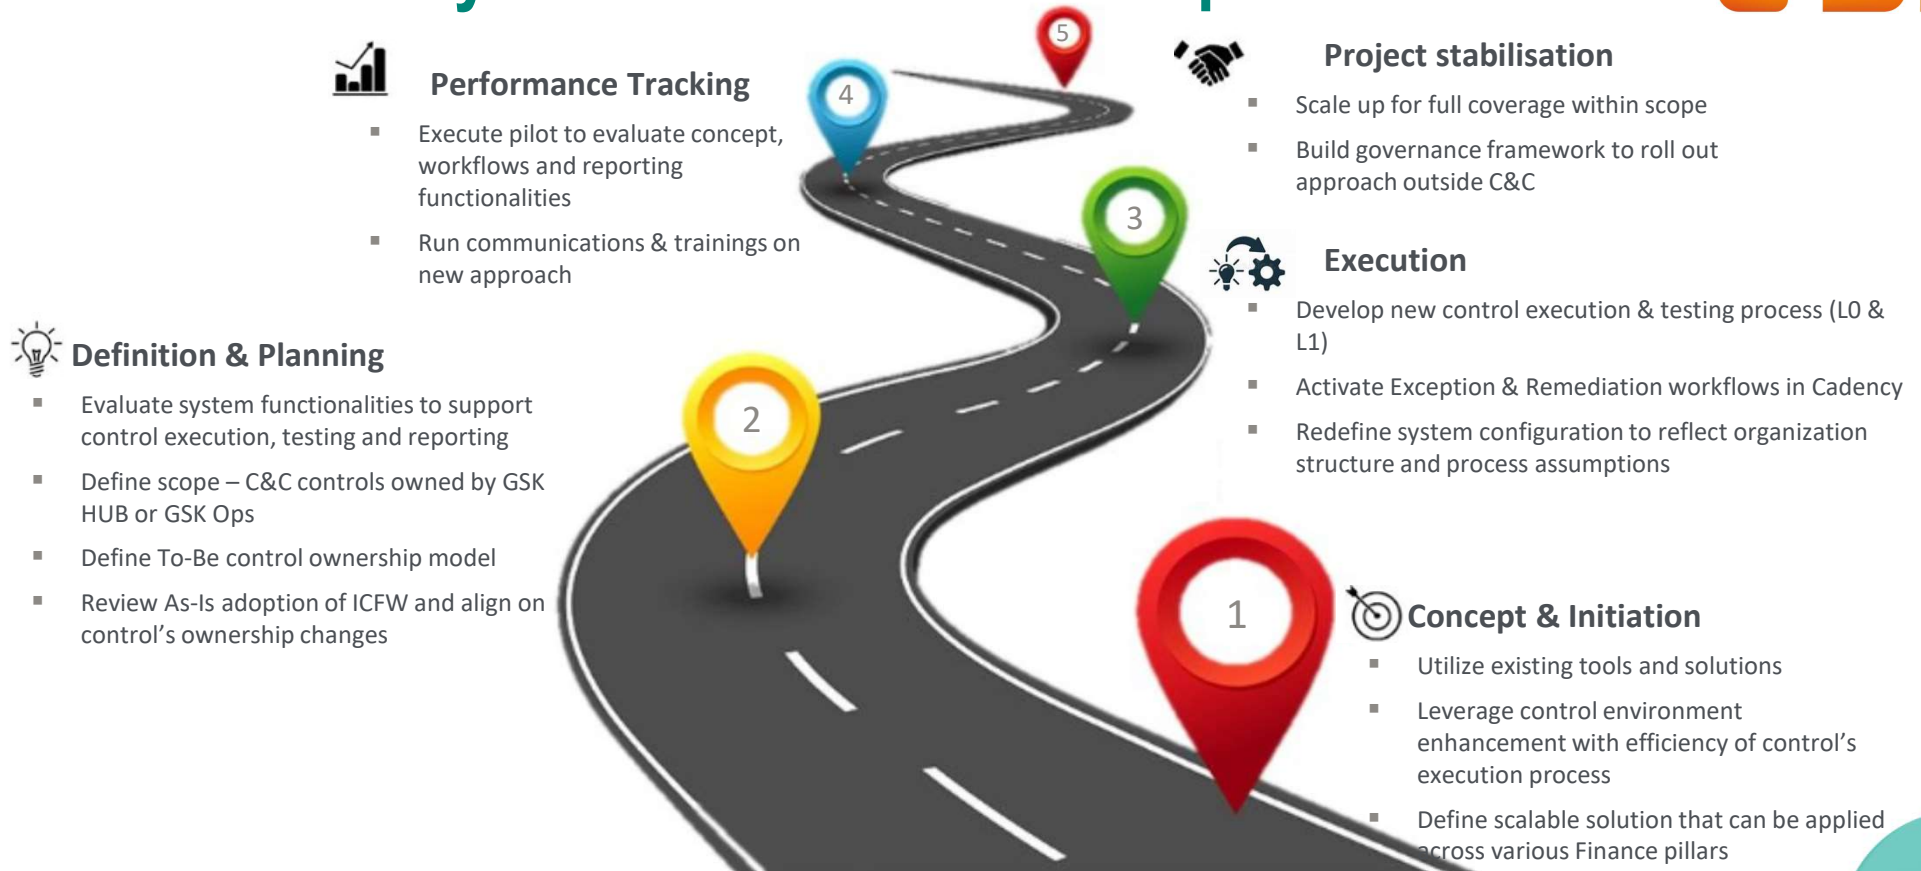 5
Project stabilisation
Scale up for full coverage within scope
Build governance framework to roll out
approach outside C&C
4
Performance Tracking
Execute pilot to evaluate concept,
workflows and reporting
functionalities
Run communications & trainings on
new approach
3
Execution
Develop new control execution & testing process (L0 &
L1)
Activate Exception & Remediation workflows in Cadency
Redefine system configuration to reflect organization
structure and process assumptions
2
Definition & Planning
Evaluate system functionalities to support
control execution, testing and reporting
Define scope – C&C controls owned by GSK
HUB or GSK Ops
Define To-Be control ownership model
Review As-Is adoption of ICFW and align on
control’s ownership changes
1
Concept & Initiation
Utilize existing tools and solutions
Leverage control environment
enhancement with efficiency of control’s
execution process
Define scalable solution that can be applied
across various Finance pillars